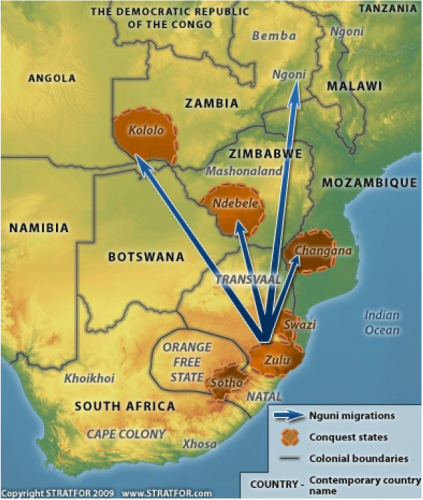 THE DEMOCRATIC REPUBLIC
OF THE CONGO
TANZANIA
Ngoni
Bemba
ANGOLA
Ngoni
MALAWI
ZAMBIA
Kololo
ZIMBABWE
Mashonaland
MOZAMBIQUE
Ndebele
NAMIBIA
BOTSWANA
Changana
TRANSVAAL
Indian
Ocean
Swazi
ORANGE
FREE
STATE
Zulu
Khoikhoi
Sotho
NATAL
SOUTH AFRICA
CAPE COLONY
Xhosa
Nguni migrations
Conquest states
Colonial boundaries
COUNTRY - Contemporary country
name
Copyright STRATFOR 2009 www.STRATFOR.com